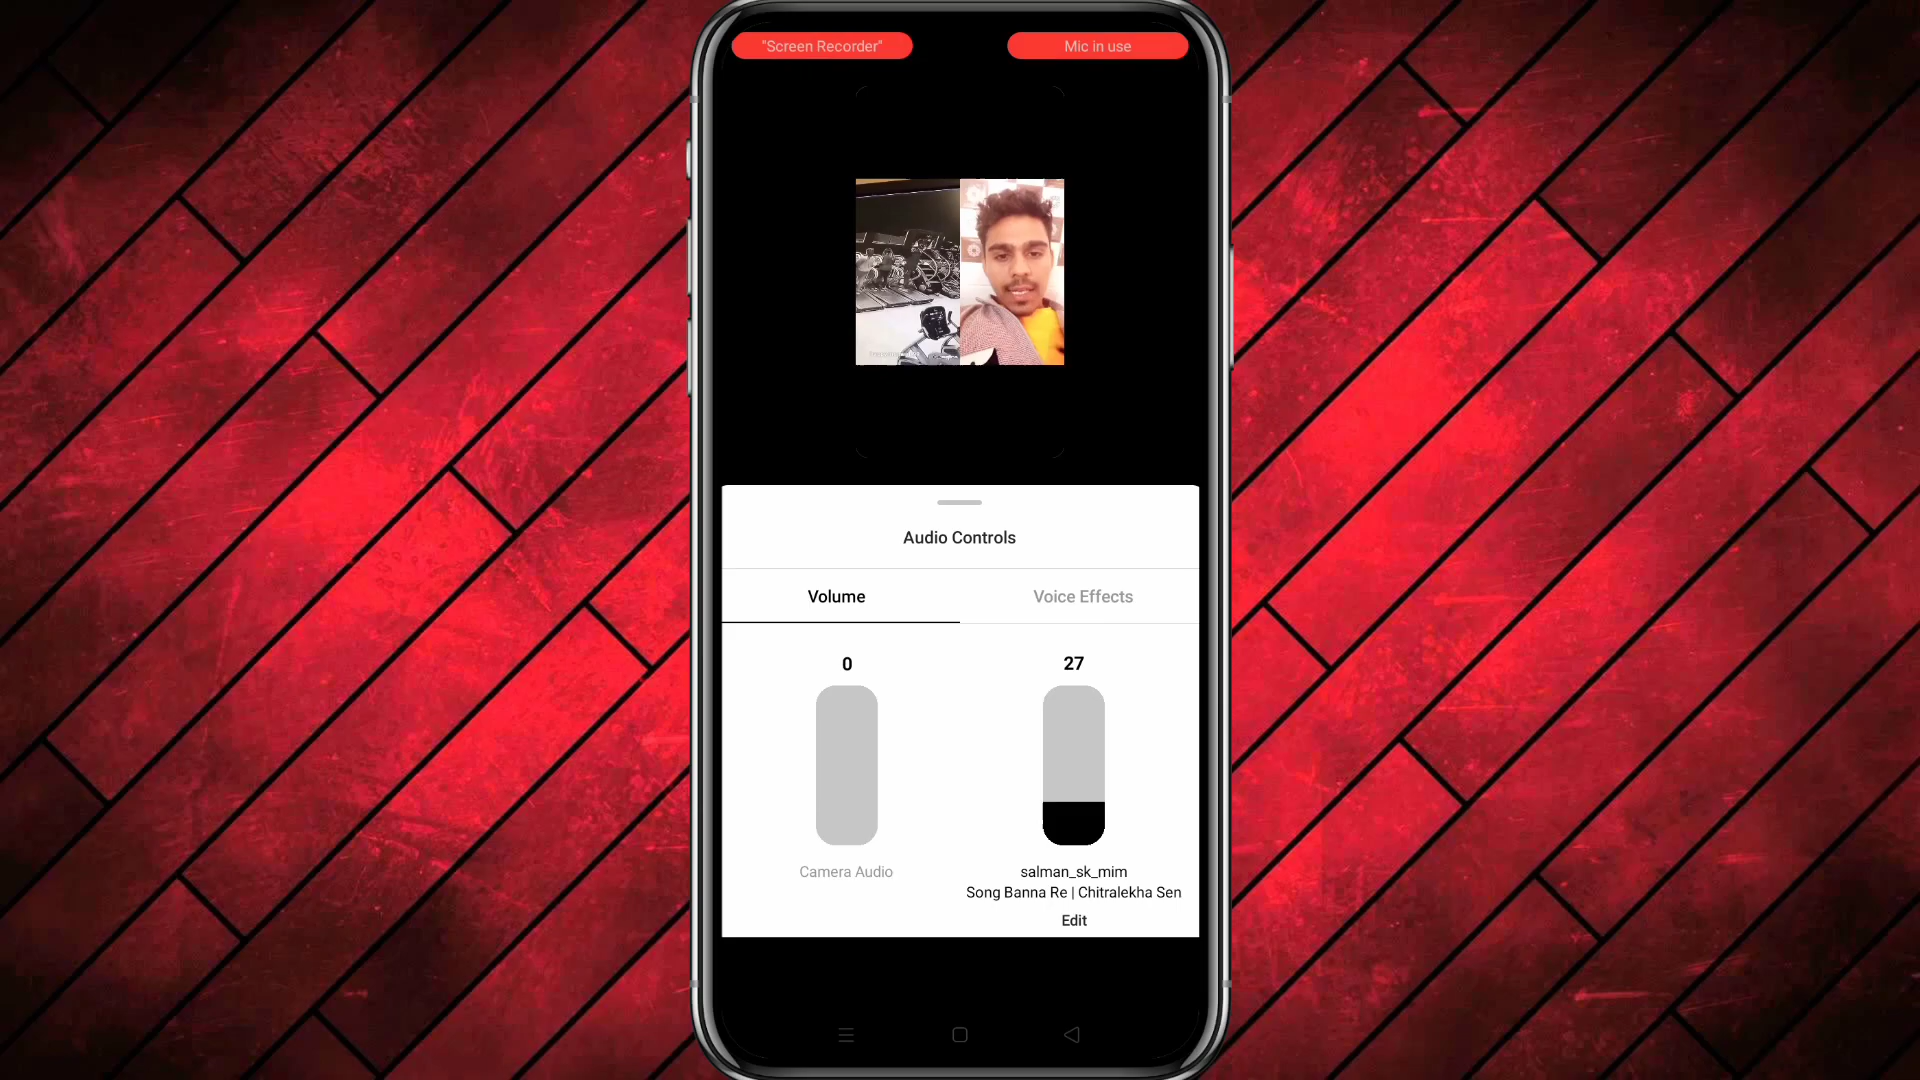 "Screen Recorder"
Mic in use
Audio Controls
Volume
Voice Effects
0
27
Camera Audio
salman_sk_mim
Song Banna Re | Chitralekha Sen
Edit